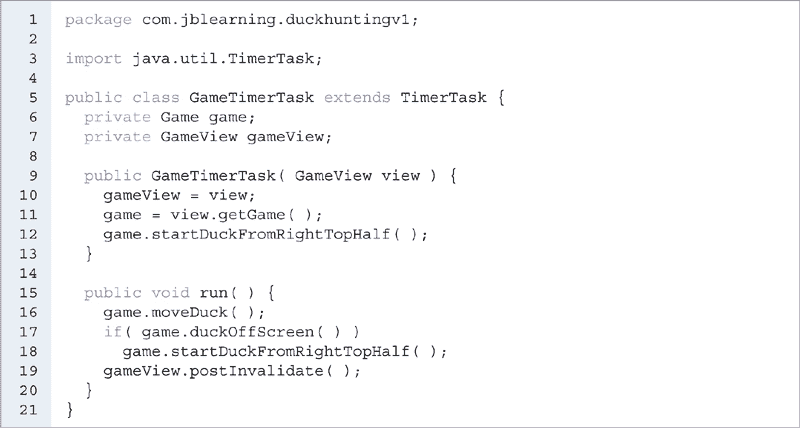 1 package com.jblearning.duckhuntingv1;
2
3 import java.util.TimerTask;
4
5 public class GameTimerTask extends TimerTask {
6   private Game game;
7   private GameView gameView;
8
9   public GameTimerTask( GameView view ) {
10     gameView = view;
11     game = view.getGame( );
12     game.startDuckFromRightTopHalf( );
13   }
14
15   public void run( ) {
16     game.moveDuck( );
17     if( game.duckOffScreen( ) )
18       game.startDuckFromRightTopHalf( );
19     gameView.postInvalidate( );
20   }
21 }